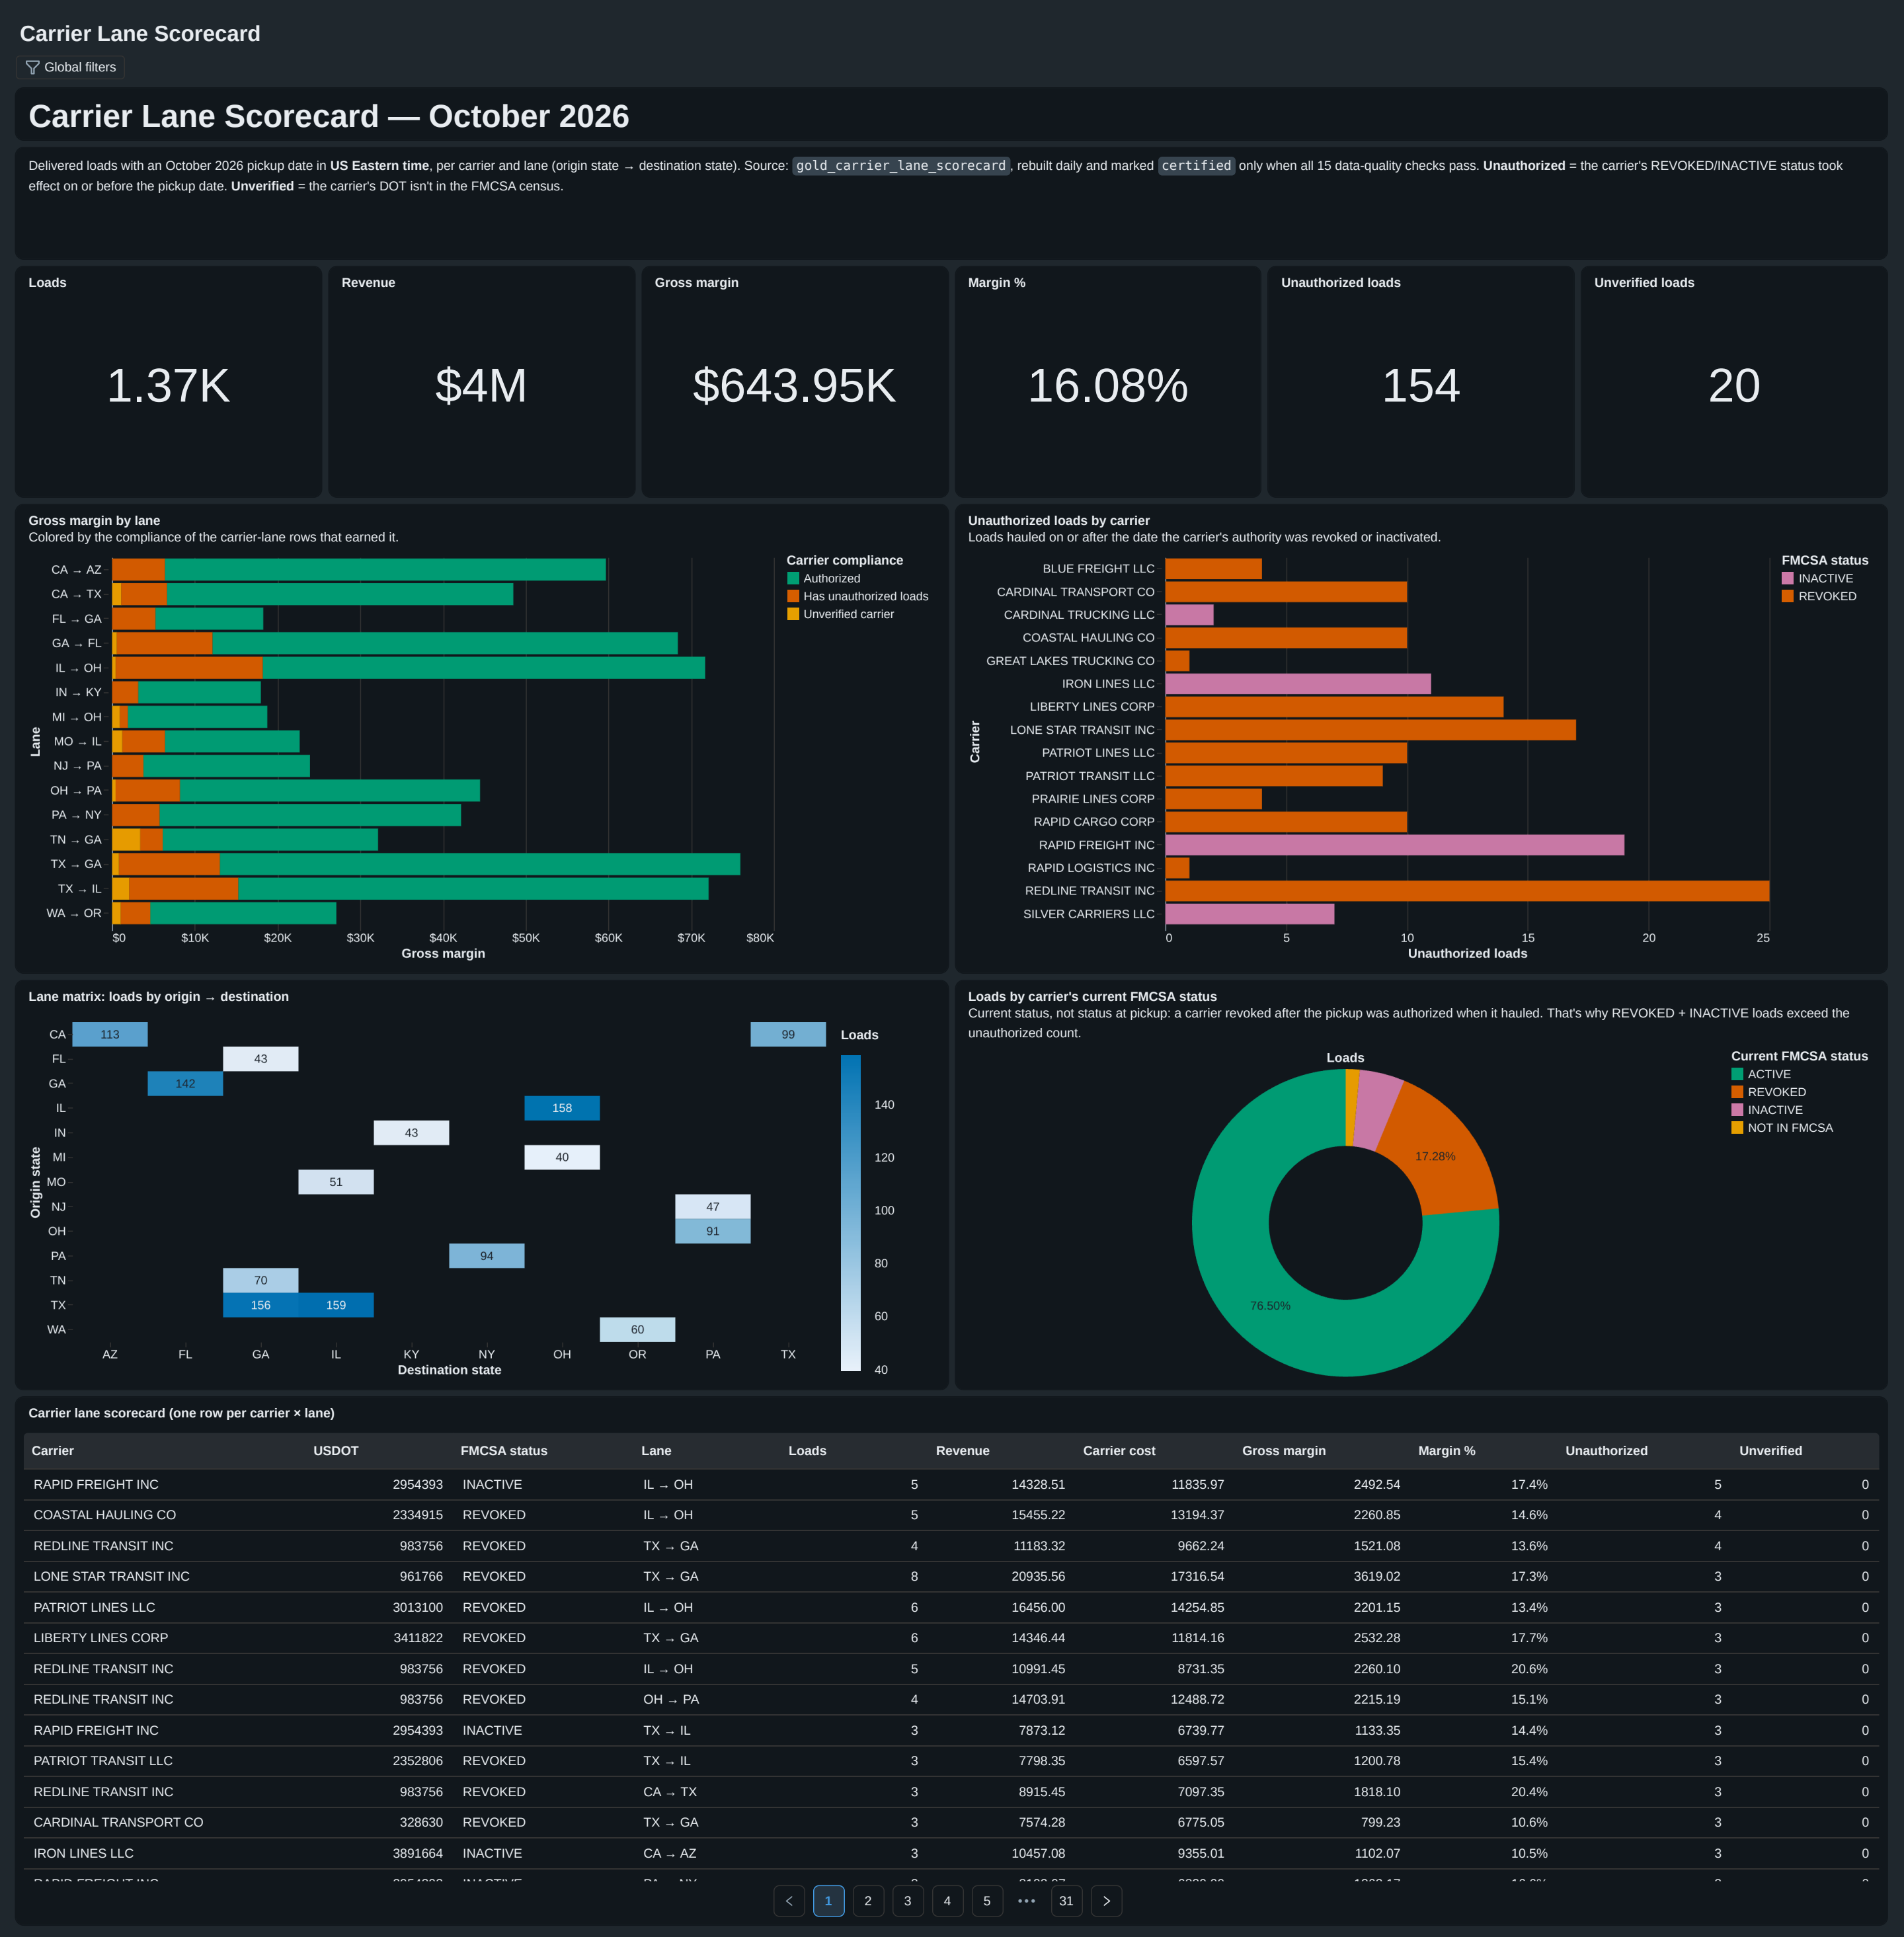 Carrier Lane Scorecard
Global filters
Carrier Lane Scorecard — October 2026
Delivered loads with an October 2026 pickup date in US Eastern time, per carrier and lane (origin state → destination state). Source: gold_carrier_lane_scorecard, rebuilt daily and marked certified only when all 15 data-quality checks pass. Unauthorized = the carrier's REVOKED/INACTIVE status took
effect on or before the pickup date. Unverified = the carrier's DOT isn't in the FMCSA census.
Loads
1.37K
Revenue
$4M
Gross margin
$643.95K
Margin %
16.08%
Unauthorized loads
154
Unverified loads
20
Gross margin by lane
Colored by the compliance of the carrier-lane rows that earned it.
Lane
CA → AZ
CA → TX
FL → GA
GA → FL
IL → OH
IN → KY
MI → OH
MO → IL
NJ → PA
OH → PA
PA → NY
TN → GA
TX → GA
TX → IL
WA → OR
$0 $10K $20K $30K $40K $50K $60K $70K $80K
Gross margin
Carrier compliance
Authorized
Has unauthorized loads
Unverified carrier
Unauthorized loads by carrier
Loads hauled on or after the date the carrier's authority was revoked or inactivated.
Carrier
BLUE FREIGHT LLC
CARDINAL TRANSPORT CO
CARDINAL TRUCKING LLC
COASTAL HAULING CO
GREAT LAKES TRUCKING CO
IRON LINES LLC
LIBERTY LINES CORP
LONE STAR TRANSIT INC
PATRIOT LINES LLC
PATRIOT TRANSIT LLC
PRAIRIE LINES CORP
RAPID CARGO CORP
RAPID FREIGHT INC
RAPID LOGISTICS INC
REDLINE TRANSIT INC
SILVER CARRIERS LLC
0 5 10 15 20 25
Unauthorized loads
FMCSA status
INACTIVE
REVOKED
Lane matrix: loads by origin → destination
Origin state
CA 113 99
FL 43
GA 142
IL 158
IN 43
MI 40
MO 51
NJ 47
OH 91
PA 94
TN 70
TX 156 159
WA 60
AZ FL GA IL KY NY OH OR PA TX
Destination state
Loads
140
120
100
80
60
40
Loads by carrier's current FMCSA status
Current status, not status at pickup: a carrier revoked after the pickup was authorized when it hauled. That's why REVOKED + INACTIVE loads exceed the
unauthorized count.
Loads
17.28%
76.50%
Current FMCSA status
ACTIVE
REVOKED
INACTIVE
NOT IN FMCSA
Carrier lane scorecard (one row per carrier × lane)
Carrier USDOT FMCSA status Lane Loads Revenue Carrier cost Gross margin Margin % Unauthorized Unverified
RAPID FREIGHT INC 2954393 INACTIVE IL → OH 5 14328.51 11835.97 2492.54 17.4% 5 0
COASTAL HAULING CO 2334915 REVOKED IL → OH 5 15455.22 13194.37 2260.85 14.6% 4 0
REDLINE TRANSIT INC 983756 REVOKED TX → GA 4 11183.32 9662.24 1521.08 13.6% 4 0
LONE STAR TRANSIT INC 961766 REVOKED TX → GA 8 20935.56 17316.54 3619.02 17.3% 3 0
PATRIOT LINES LLC 3013100 REVOKED IL → OH 6 16456.00 14254.85 2201.15 13.4% 3 0
LIBERTY LINES CORP 3411822 REVOKED TX → GA 6 14346.44 11814.16 2532.28 17.7% 3 0
REDLINE TRANSIT INC 983756 REVOKED IL → OH 5 10991.45 8731.35 2260.10 20.6% 3 0
REDLINE TRANSIT INC 983756 REVOKED OH → PA 4 14703.91 12488.72 2215.19 15.1% 3 0
RAPID FREIGHT INC 2954393 INACTIVE TX → IL 3 7873.12 6739.77 1133.35 14.4% 3 0
PATRIOT TRANSIT LLC 2352806 REVOKED TX → IL 3 7798.35 6597.57 1200.78 15.4% 3 0
REDLINE TRANSIT INC 983756 REVOKED CA → TX 3 8915.45 7097.35 1818.10 20.4% 3 0
CARDINAL TRANSPORT CO 328630 REVOKED TX → GA 3 7574.28 6775.05 799.23 10.6% 3 0
IRON LINES LLC 3891664 INACTIVE CA → AZ 3 10457.08 9355.01 1102.07 10.5% 3 0
1 2 3 4 5 ••• 31